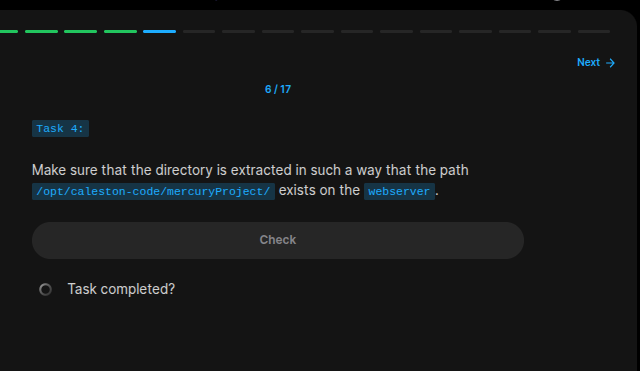 Next →
6 / 17
Task 4:
Make sure that the directory is extracted in such a way that the path
/opt/caleston-code/mercuryProject/ exists on the webserver.
Check
Task completed?